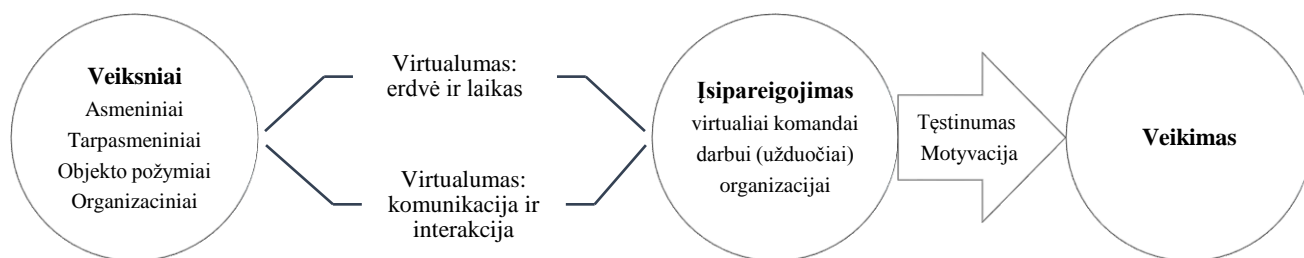 Veiksniai
Asmeniniai
Tarpasmeniniai
Objekto požymiai
Organizaciniai
Virtualumas:
erdvė ir laikas
Virtualumas:
komunikacija ir
interakcija
Įsipareigojimas
virtualiai komandai
darbui (užduočiai)
organizacijai
Tęstinumas
Motyvacija
Veikimas